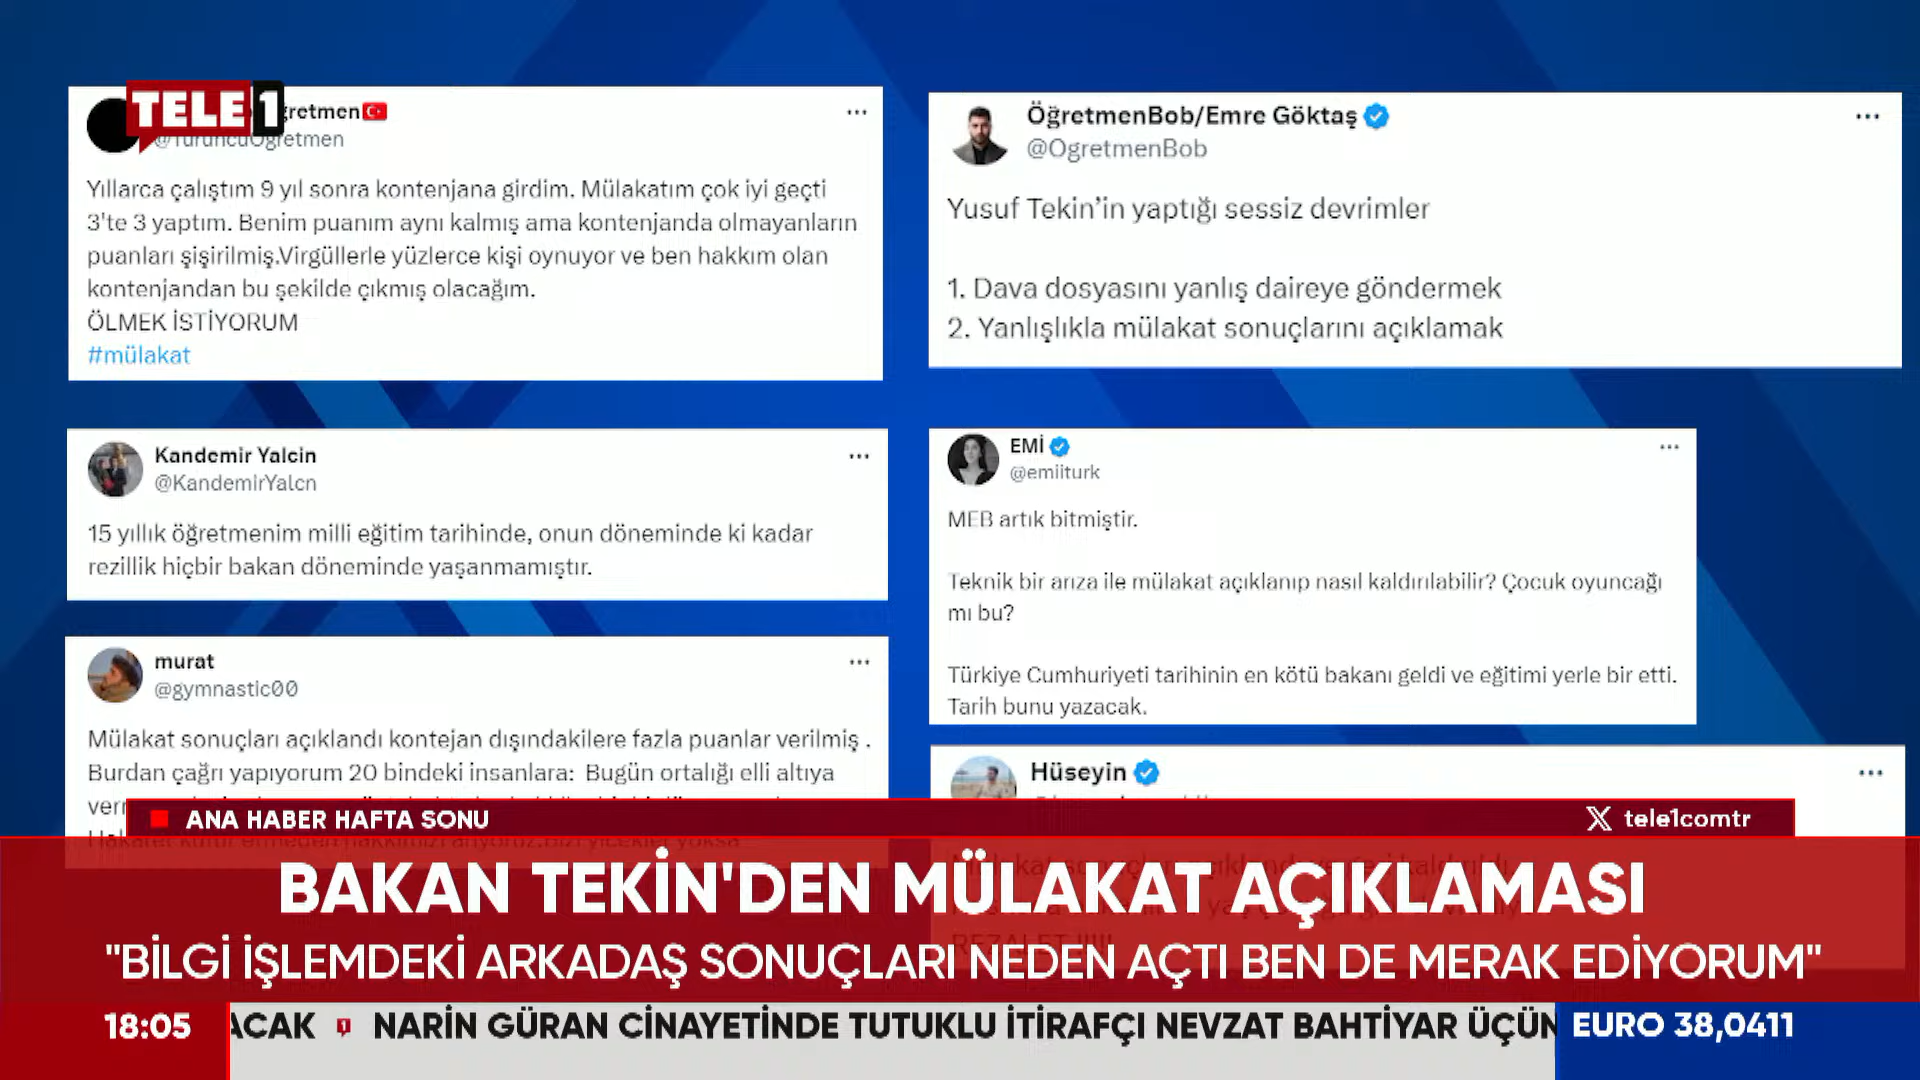 TELE1
gretmen
@TuruncuOgretmen
Yıllarca çalıştım 9 yıl sonra kontenjana girdim. Mülakatım çok iyi geçti
3'te 3 yaptım. Benim puanım aynı kalmış ama kontenjanda olmayanların
puanları şişirilmiş.Virgüllerle yüzlerce kişi oynuyor ve ben hakkım olan
kontenjandan bu şekilde çıkmış olacağım.
ÖLMEK İSTİYORUM
#mülakat
Kandemir Yalcin
@KandemirYalcn
15 yıllık öğretmenim milli eğitim tarihinde, onun döneminde ki kadar
rezillik hiçbir bakan döneminde yaşanmamıştır.
murat
@gymnastic00
Mülakat sonuçları açıklandı kontejan dışındakilere fazla puanlar verilmiş .
Burdan çağrı yapıyorum 20 bindeki insanlara: Bugün ortalığı elli altıya
ÖğretmenBob/Emre Göktaş
@OgretmenBob
Yusuf Tekin’in yaptığı sessiz devrimler
1. Dava dosyasını yanlış daireye göndermek
2. Yanlışlıkla mülakat sonuçlarını açıklamak
EMİ
@emiiturk
MEB artık bitmiştir.
Teknik bir arıza ile mülakat açıklanıp nasıl kaldırılabilir? Çocuk oyuncağı
mı bu?
Türkiye Cumhuriyeti tarihinin en kötü bakanı geldi ve eğitimi yerle bir etti.
Tarih bunu yazacak.
Hüseyin
ANA HABER HAFTA SONU
tele1comtr
BAKAN TEKİN'DEN MÜLAKAT AÇIKLAMASI
"BİLGİ İŞLEMDEKİ ARKADAŞ SONUÇLARI NEDEN AÇTI BEN DE MERAK EDİYORUM"
18:05
ACAK NARİN GÜRAN CİNAYETİNDE TUTUKLU İTİRAFÇI NEVZAT BAHTİYAR ÜÇÜN
EURO 38,0411